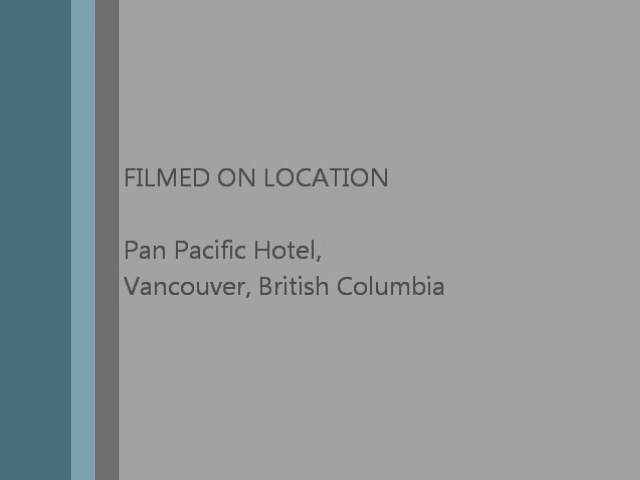 FILMED ON LOCATION
Pan Pacific Hotel,
Vancouver, British Columbia